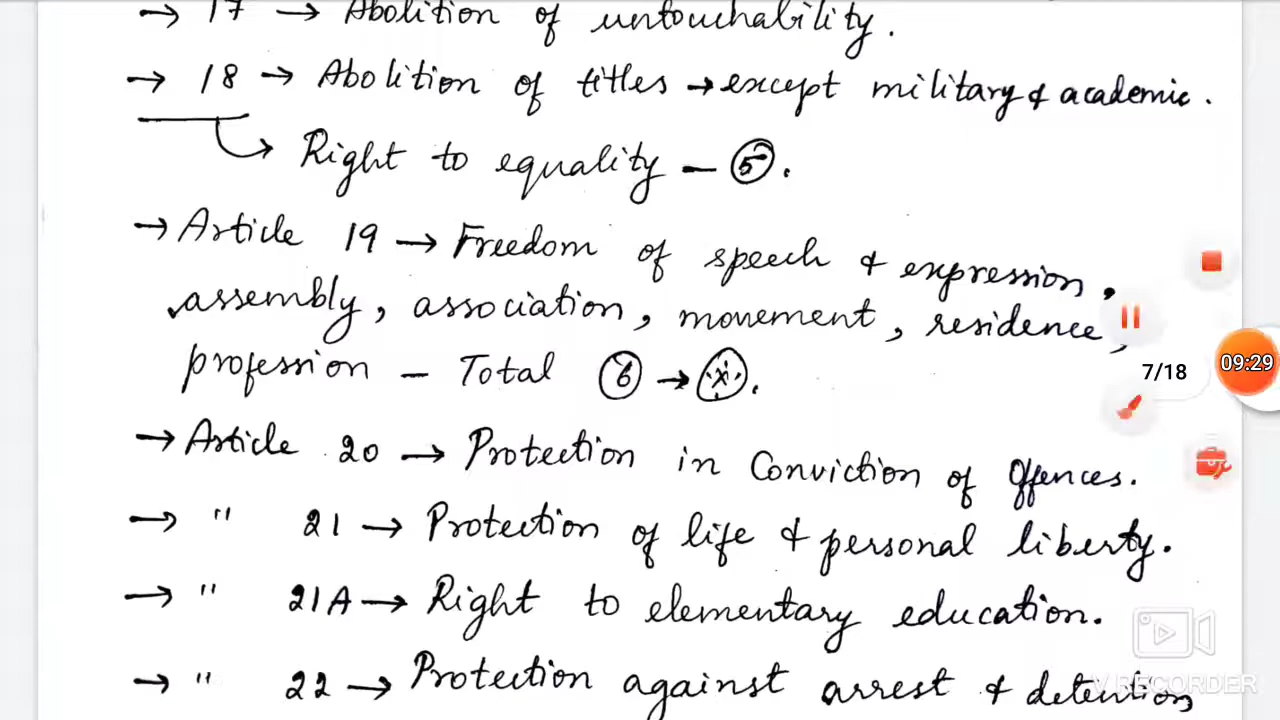 → 17 → Abolition of untouchability.
→ 18 → Abolition of titles → except military & academic.
Right to equality – 5.
→ Article 19 → Freedom of speech & expression,
assembly, association, movement, residence,
profession – Total 6 →
7/18
09:29
→ Article 20 → Protection in Conviction of Offences.
→ " 21 → Protection of life & personal liberty.
→ " 21A → Right to elementary education.
→ " 22 → Protection against arrest & detention
V RECORDER